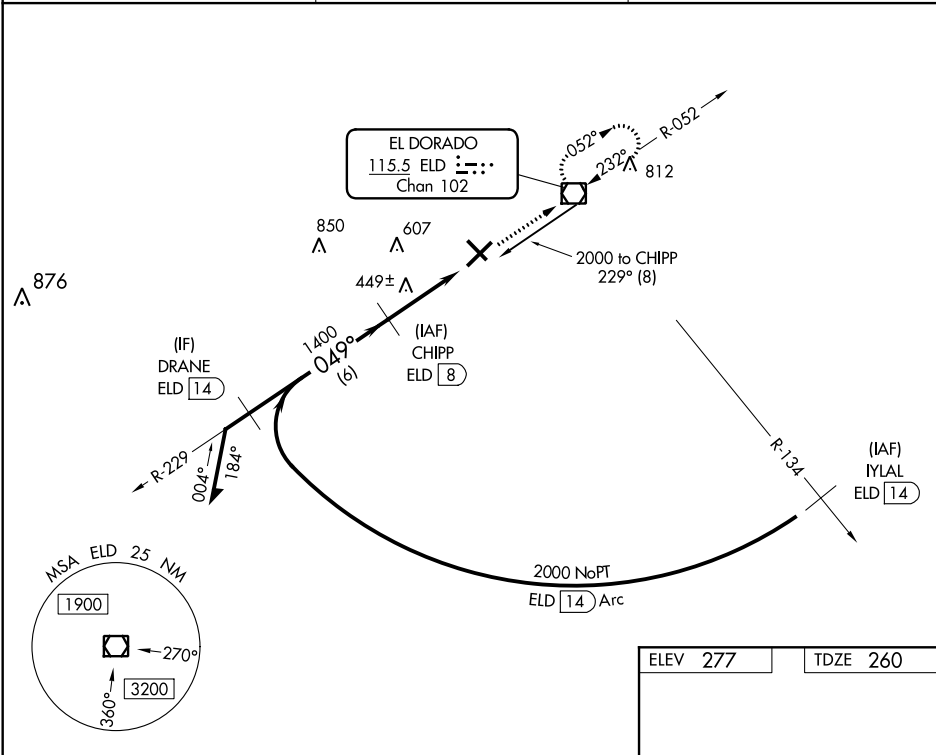 R-052
052°
232°
812
EL DORADO
115.5 ELD
Chan 102
2000 to CHIPP
229° (8)
850
607
449±
876
(IAF)
CHIPP
ELD 8
1400
049°
(6)
(IF)
DRANE
ELD 14
R-229
004°
184°
R-134
(IAF)
IYLAL
ELD 14
2000 NoPT
ELD 14 Arc
MSA ELD 25 NM
1900
270°
3200
360°
ELEV 277
TDZE 260